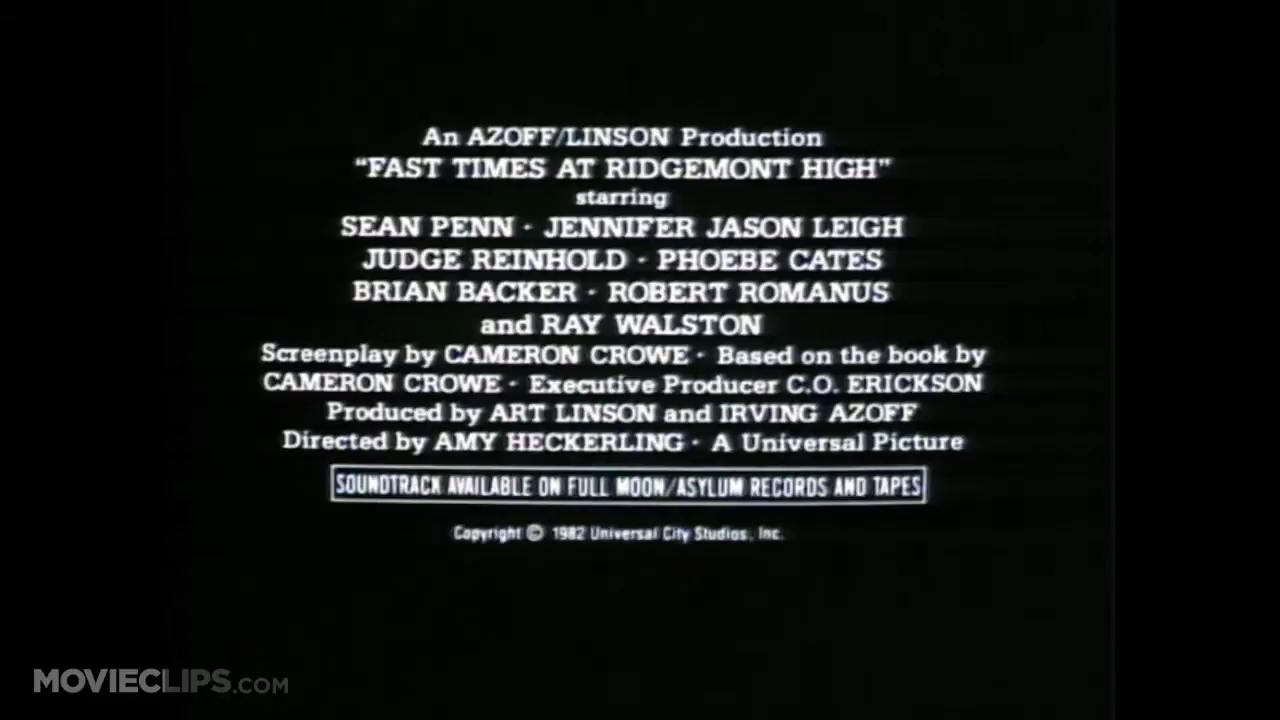 An AZOFF/LINSON Production
“FAST TIMES AT RIDGEMONT HIGH”
starring
SEAN PENN · JENNIFER JASON LEIGH
JUDGE REINHOLD · PHOEBE CATES
BRIAN BACKER · ROBERT ROMANUS
and RAY WALSTON
Screenplay by CAMERON CROWE · Based on the book by
CAMERON CROWE · Executive Producer C.O. ERICKSON
Produced by ART LINSON and IRVING AZOFF
Directed by AMY HECKERLING · A Universal Picture
SOUNDTRACK AVAILABLE ON FULL MOON/ASYLUM RECORDS AND TAPES
Copyright © 1982 Universal City Studios, Inc.
MOVIECLIPS.COM